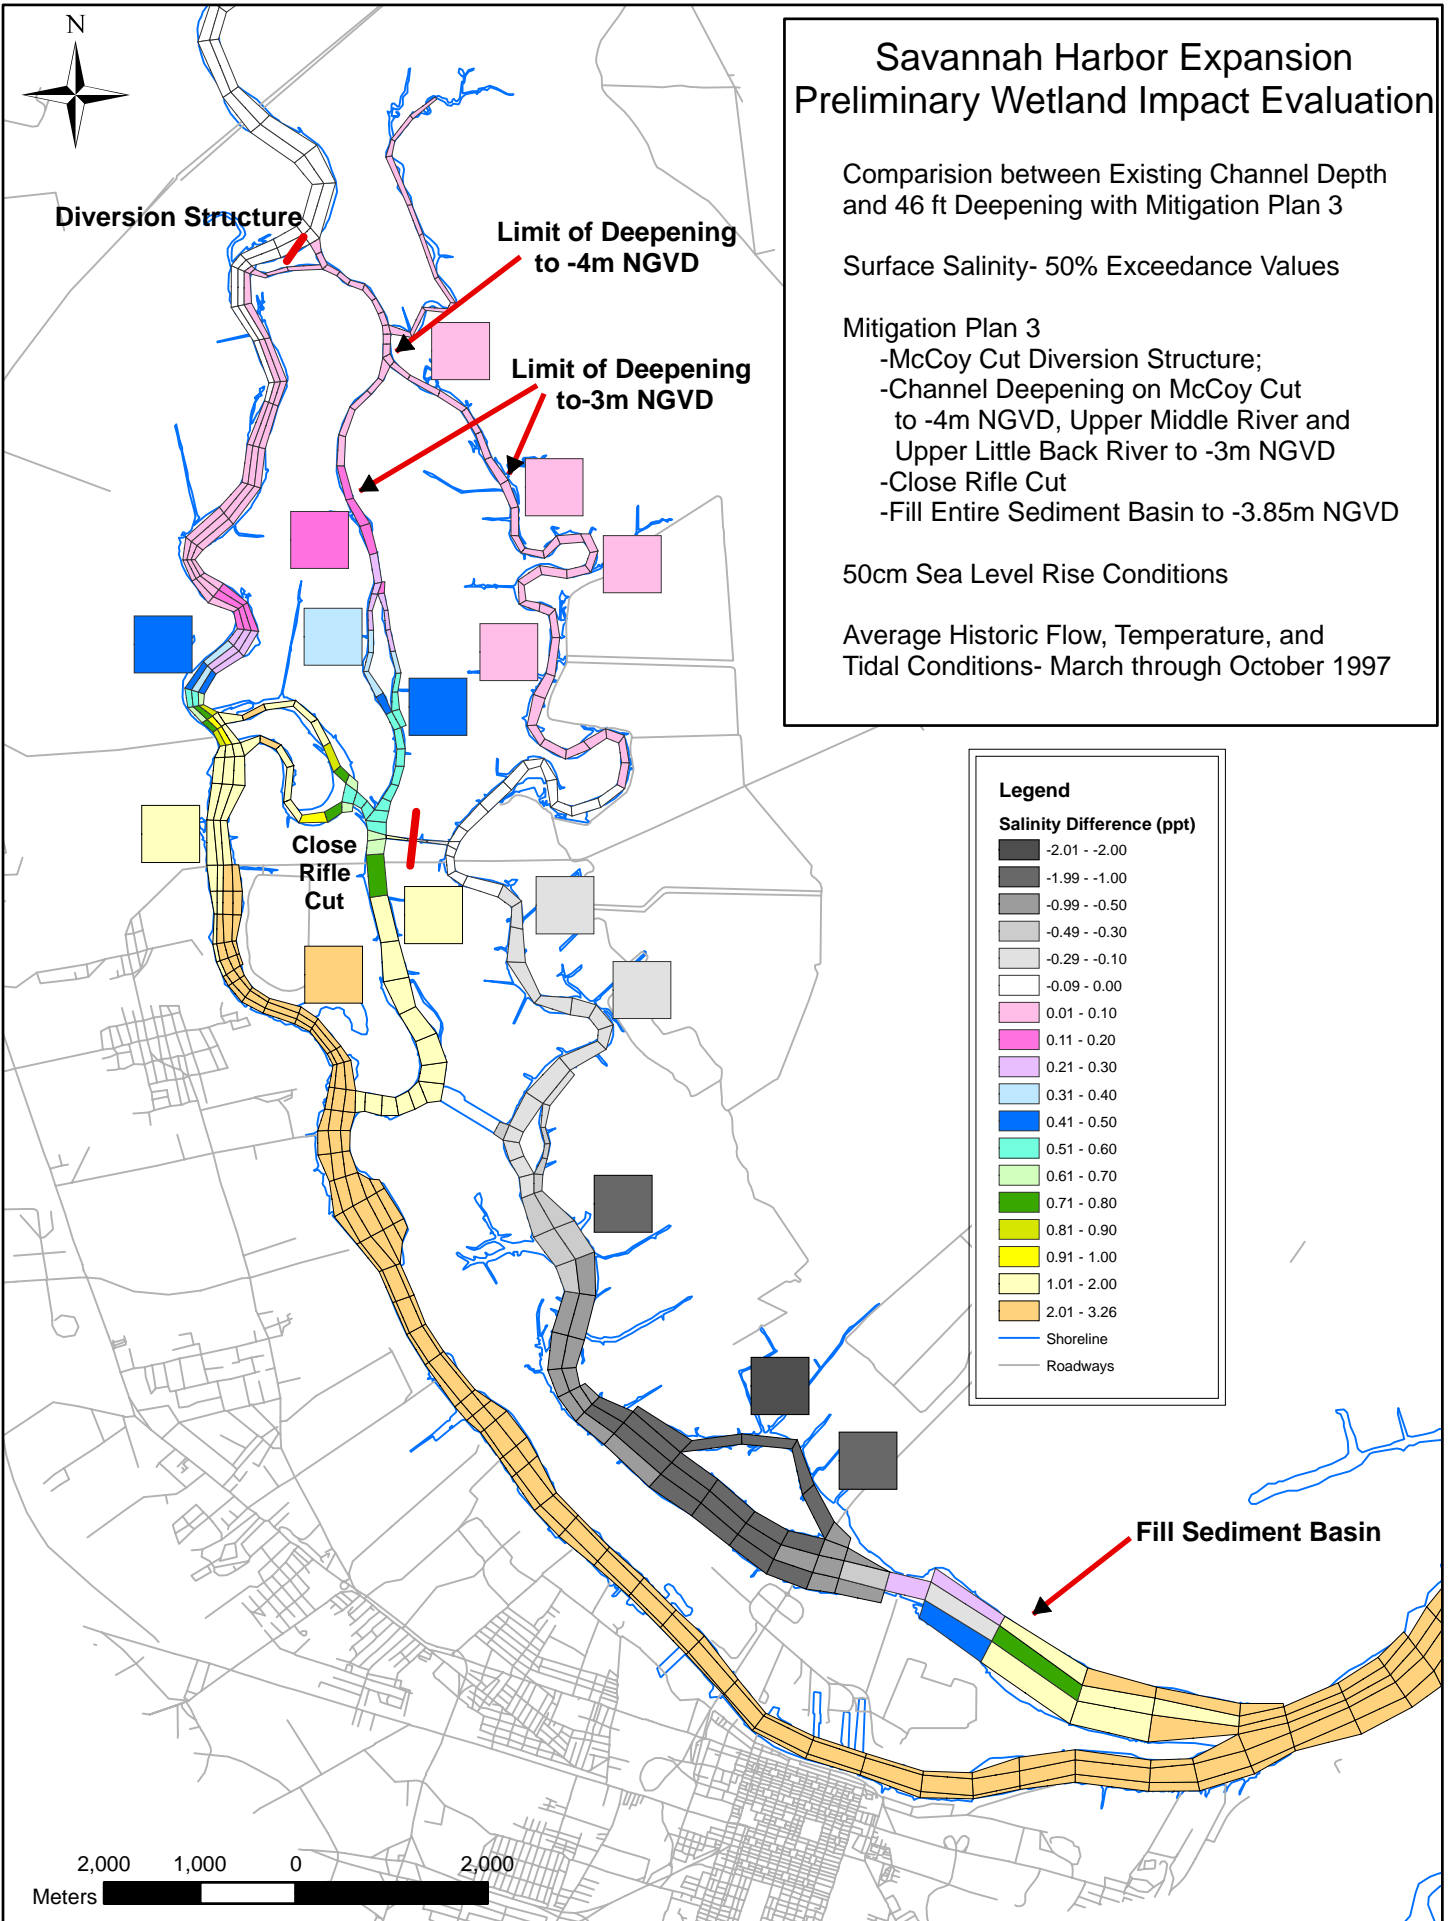 N
Savannah Harbor Expansion
Preliminary Wetland Impact Evaluation
Comparision between Existing Channel Depth
and 46 ft Deepening with Mitigation Plan 3
Surface Salinity- 50% Exceedance Values
Mitigation Plan 3
-McCoy Cut Diversion Structure;
-Channel Deepening on McCoy Cut
to -4m NGVD, Upper Middle River and
Upper Little Back River to -3m NGVD
-Close Rifle Cut
-Fill Entire Sediment Basin to -3.85m NGVD
50cm Sea Level Rise Conditions
Average Historic Flow, Temperature, and
Tidal Conditions- March through October 1997
Diversion Structure
Limit of Deepening
to -4m NGVD
Limit of Deepening
to-3m NGVD
Close
Rifle
Cut
Legend
Salinity Difference (ppt)
-2.01 - -2.00
-1.99 - -1.00
-0.99 - -0.50
-0.49 - -0.30
-0.29 - -0.10
-0.09 - 0.00
0.01 - 0.10
0.11 - 0.20
0.21 - 0.30
0.31 - 0.40
0.41 - 0.50
0.51 - 0.60
0.61 - 0.70
0.71 - 0.80
0.81 - 0.90
0.91 - 1.00
1.01 - 2.00
2.01 - 3.26
Shoreline
Roadways
Fill Sediment Basin
2,000 1,000 0 2,000
Meters